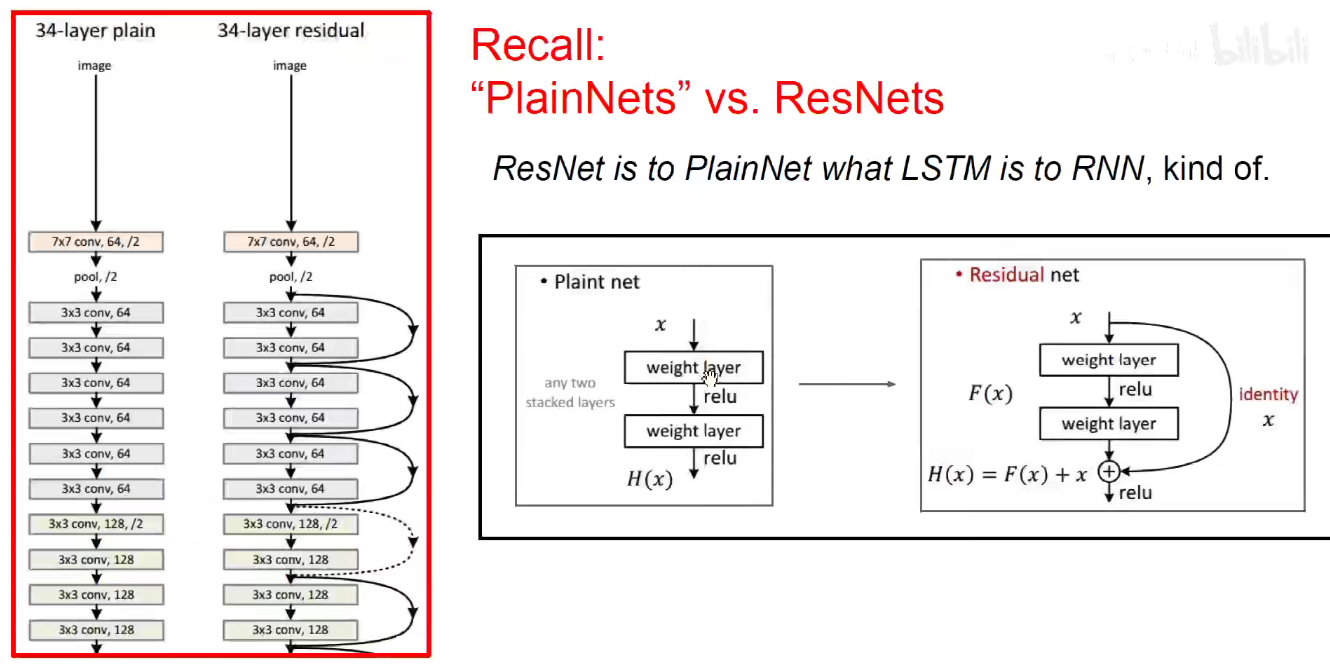 34-layer plain
34-layer residual
image
image
7x7 conv, 64, /2
7x7 conv, 64, /2
pool, /2
pool, /2
3x3 conv, 64
3x3 conv, 64
3x3 conv, 64
3x3 conv, 64
3x3 conv, 64
3x3 conv, 64
3x3 conv, 64
3x3 conv, 64
3x3 conv, 64
3x3 conv, 64
3x3 conv, 64
3x3 conv, 64
3x3 conv, 128, /2
3x3 conv, 128, /2
3x3 conv, 128
3x3 conv, 128
3x3 conv, 128
3x3 conv, 128
3x3 conv, 128
3x3 conv, 128
Recall:
“PlainNets” vs. ResNets
ResNet is to PlainNet what LSTM is to RNN, kind of.
• Plaint net
x
any two
stacked layers
weight layer
relu
weight layer
relu
H(x)
• Residual net
x
weight layer
F(x)
relu
weight layer
identity
x
H(x) = F(x) + x
relu
bilibili